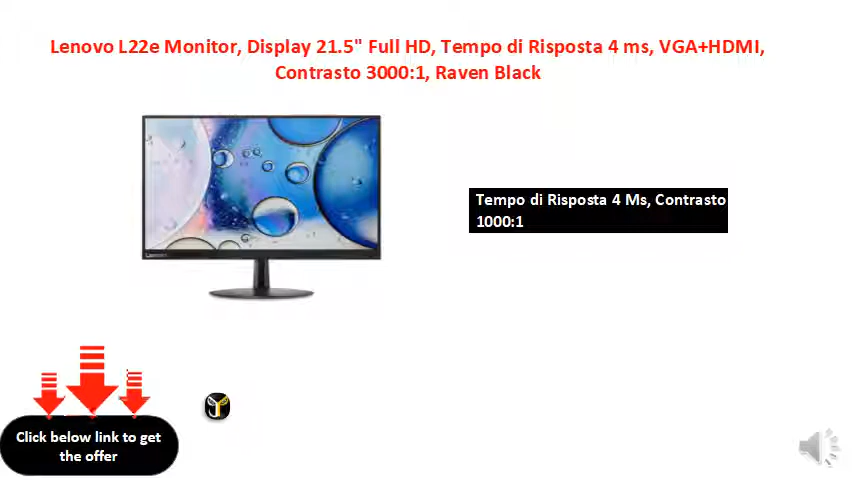 Lenovo L22e Monitor, Display 21.5" Full HD, Tempo di Risposta 4 ms, VGA+HDMI,
Contrasto 3000:1, Raven Black
Tempo di Risposta 4 Ms, Contrasto
1000:1
Lenovo
Click below link to get
the offer